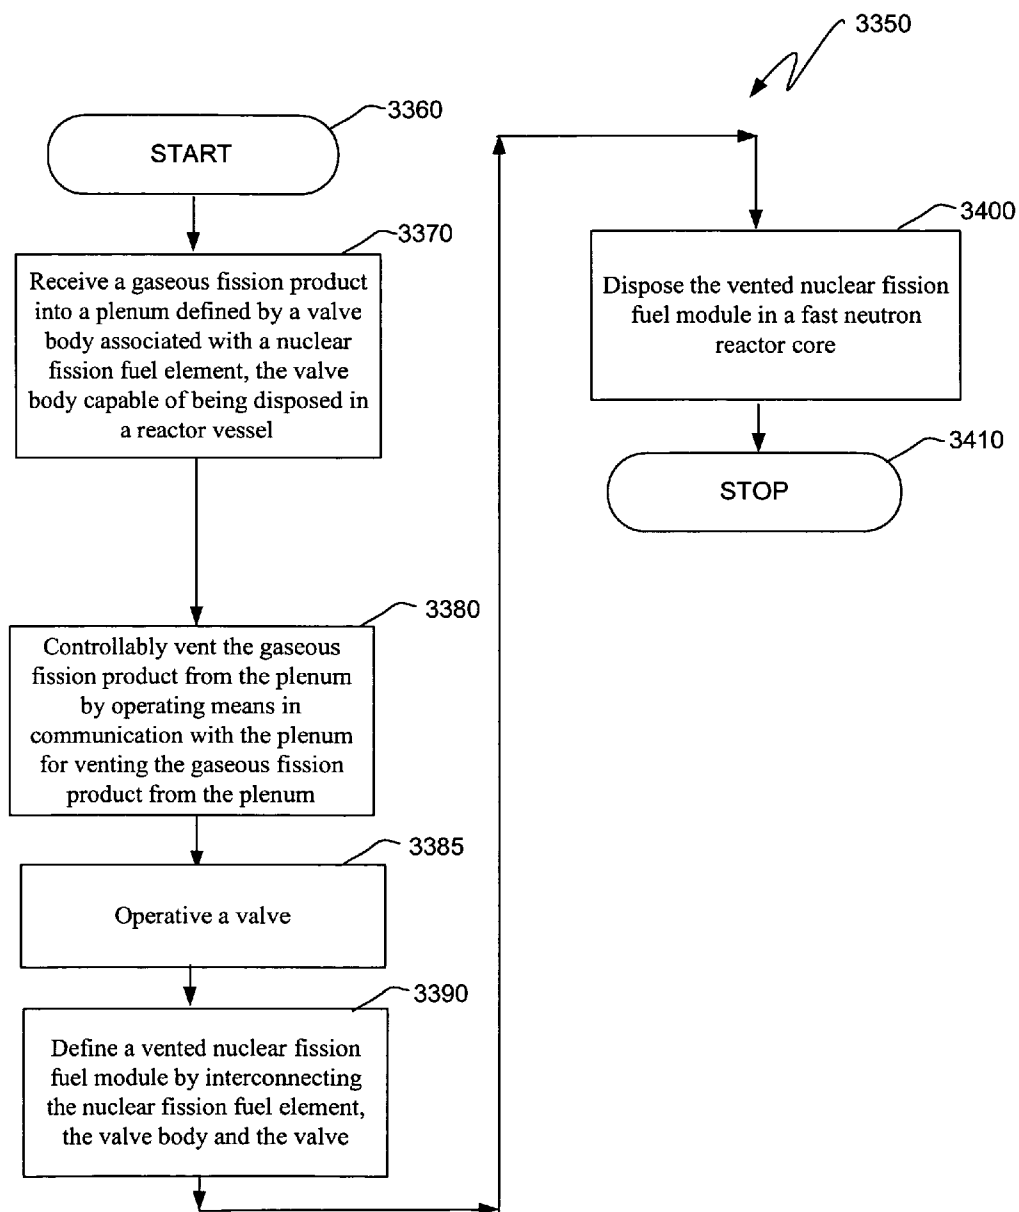 3350
3360
START
3370
Receive a gaseous fission product
into a plenum defined by a valve
body associated with a nuclear
fission fuel element, the valve
body capable of being disposed in
a reactor vessel
3380
Controllably vent the gaseous
fission product from the plenum
by operating means in
communication with the plenum
for venting the gaseous fission
product from the plenum
3385
Operative a valve
3390
Define a vented nuclear fission
fuel module by interconnecting
the nuclear fission fuel element,
the valve body and the valve
3400
Dispose the vented nuclear fission
fuel module in a fast neutron
reactor core
3410
STOP